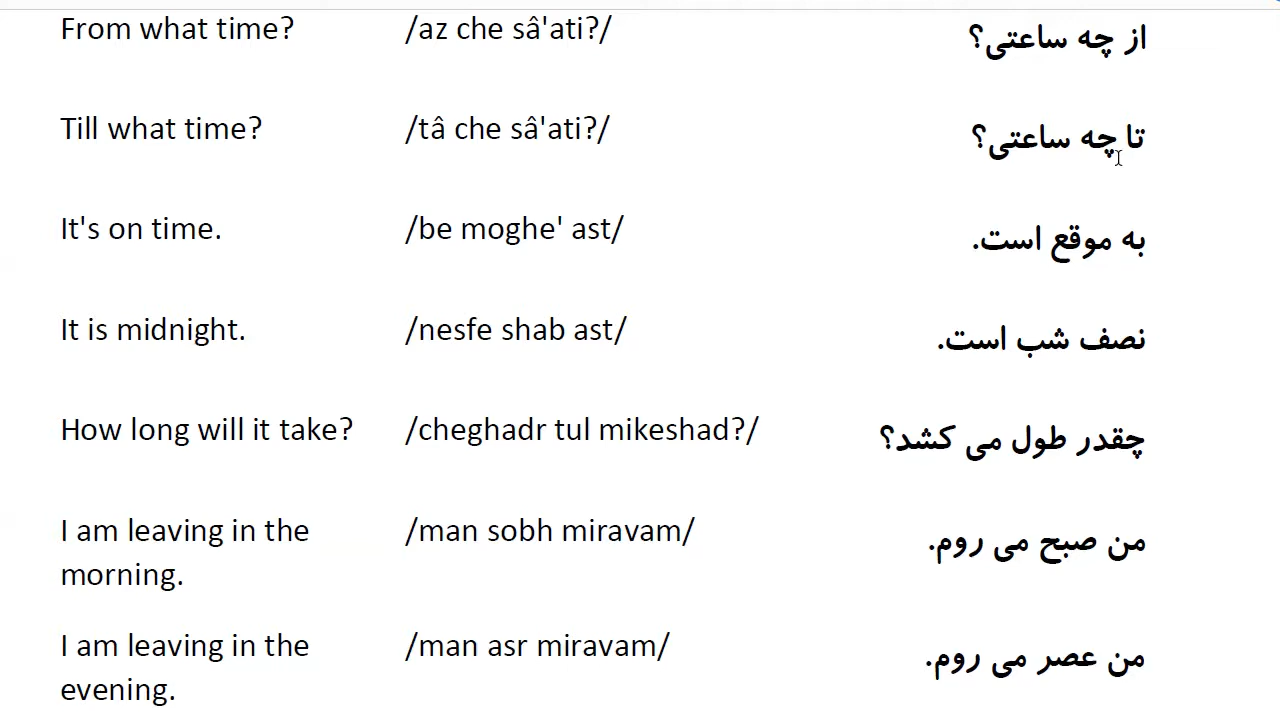 From what time? /az che sâ'ati?/ از چه ساعتی؟
Till what time? /tâ che sâ'ati?/ تا چه ساعتی؟
It's on time. /be moghe' ast/ به موقع است.
It is midnight. /nesfe shab ast/ نصف شب است.
How long will it take? /cheghadr tul mikeshad?/ چقدر طول می کشد؟
I am leaving in the /man sobh miravam/ من صبح می روم.
morning.
I am leaving in the /man asr miravam/ من عصر می روم.
evening.